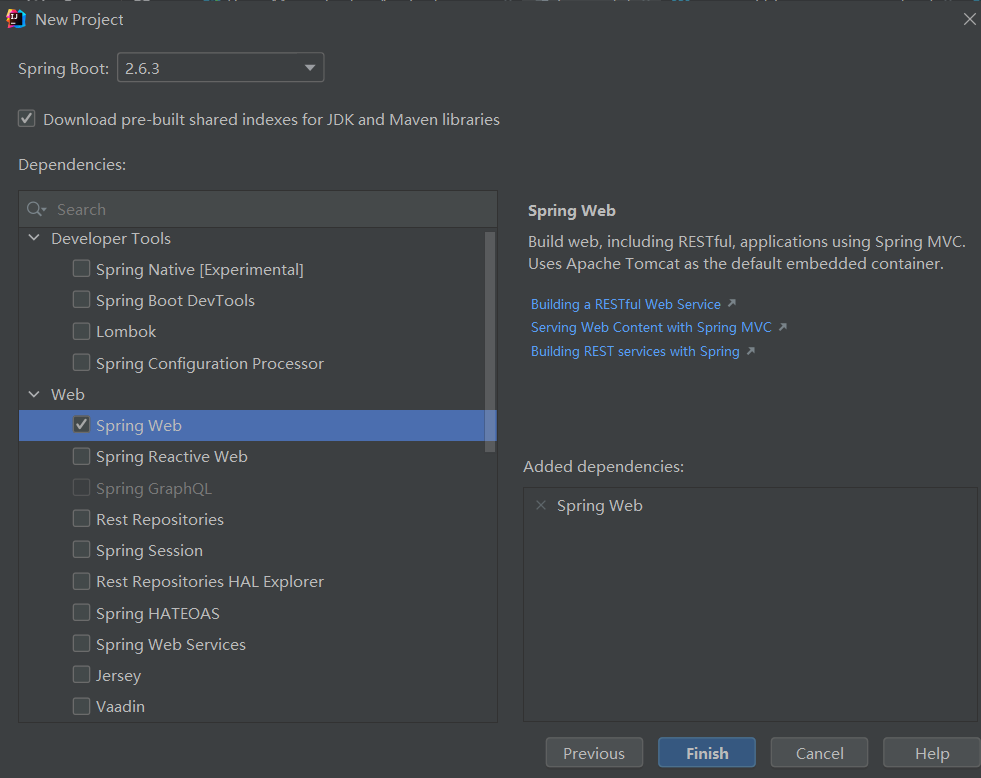 New Project
Spring Boot: 2.6.3
Download pre-built shared indexes for JDK and Maven libraries
Dependencies:
Search
Developer Tools
Spring Native [Experimental]
Spring Boot DevTools
Lombok
Spring Configuration Processor
Web
Spring Web
Spring Reactive Web
Spring GraphQL
Rest Repositories
Spring Session
Rest Repositories HAL Explorer
Spring HATEOAS
Spring Web Services
Jersey
Vaadin
Spring Web
Build web, including RESTful, applications using Spring MVC.
Uses Apache Tomcat as the default embedded container.
Building a RESTful Web Service
Serving Web Content with Spring MVC
Building REST services with Spring
Added dependencies:
Spring Web
Previous
Finish
Cancel
Help